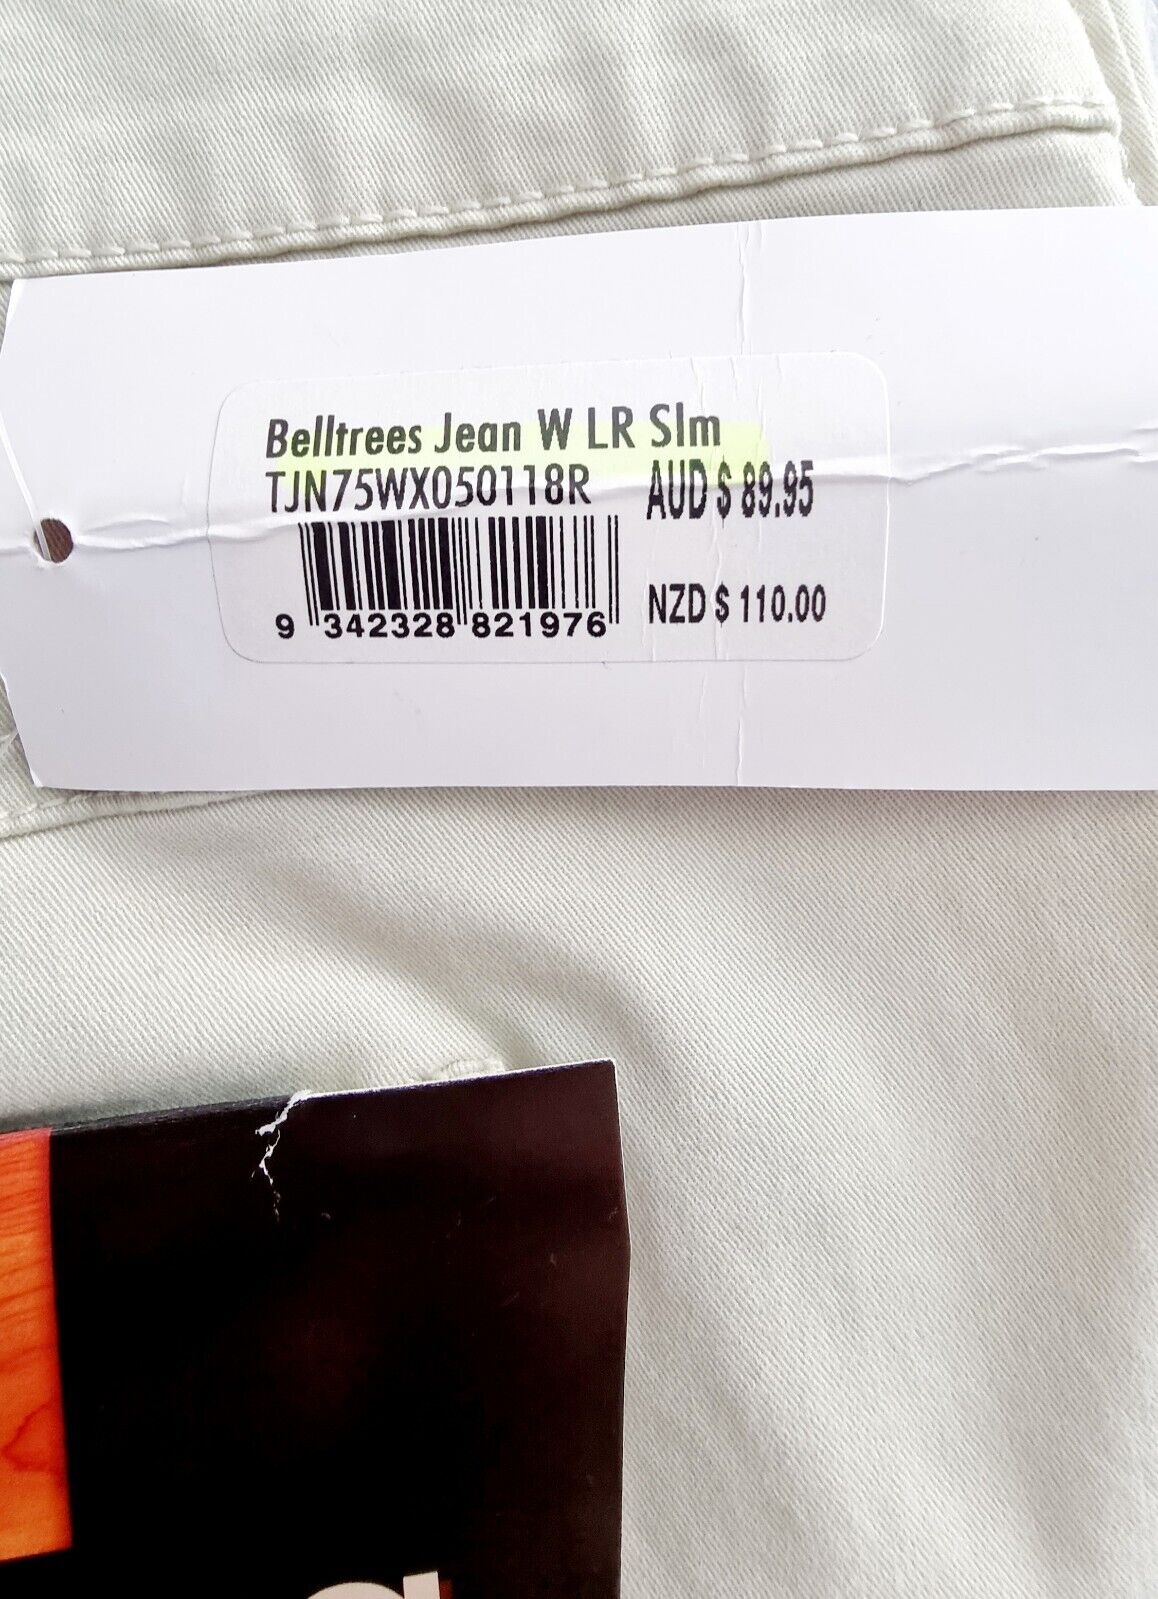 Belltrees Jean W LR Slm
TJN75WX050118R AUD $ 89.95
NZD $ 110.00
9 342328 821976